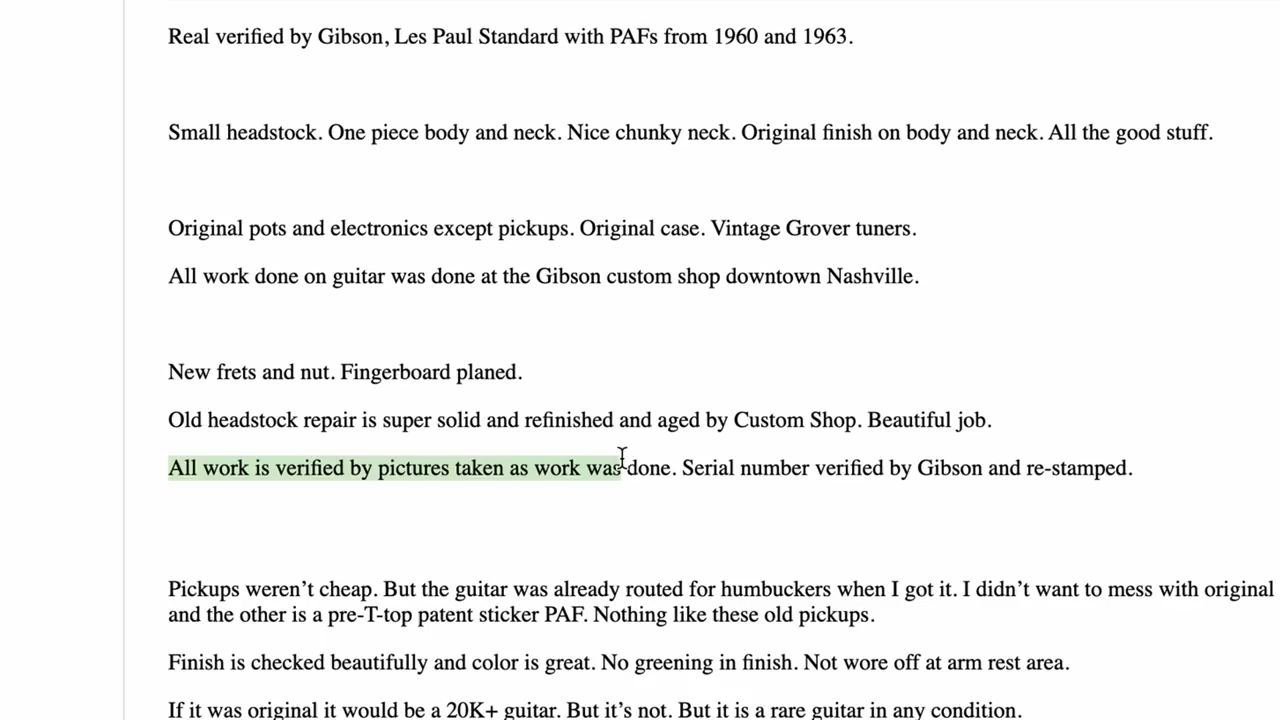 Real verified by Gibson, Les Paul Standard with PAFs from 1960 and 1963.
Small headstock. One piece body and neck. Nice chunky neck. Original finish on body and neck. All the good stuff.
Original pots and electronics except pickups. Original case. Vintage Grover tuners.
All work done on guitar was done at the Gibson custom shop downtown Nashville.
New frets and nut. Fingerboard planed.
Old headstock repair is super solid and refinished and aged by Custom Shop. Beautiful job.
All work is verified by pictures taken as work was done. Serial number verified by Gibson and re-stamped.
Pickups weren’t cheap. But the guitar was already routed for humbuckers when I got it. I didn’t want to mess with original
and the other is a pre-T-top patent sticker PAF. Nothing like these old pickups.
Finish is checked beautifully and color is great. No greening in finish. Not wore off at arm rest area.
If it was original it would be a 20K+ guitar. But it’s not. But it is a rare guitar in any condition.